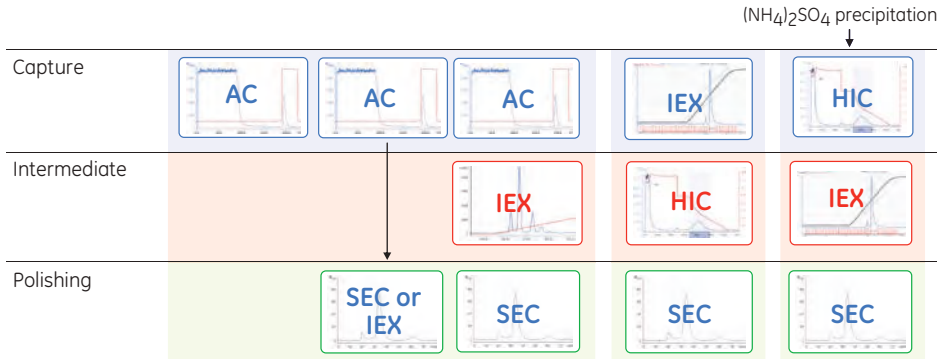 (NH4)2SO4 precipitation
Capture
AC AC AC IEX HIC
Intermediate
IEX HIC IEX
Polishing
SEC or
IEX
SEC SEC SEC